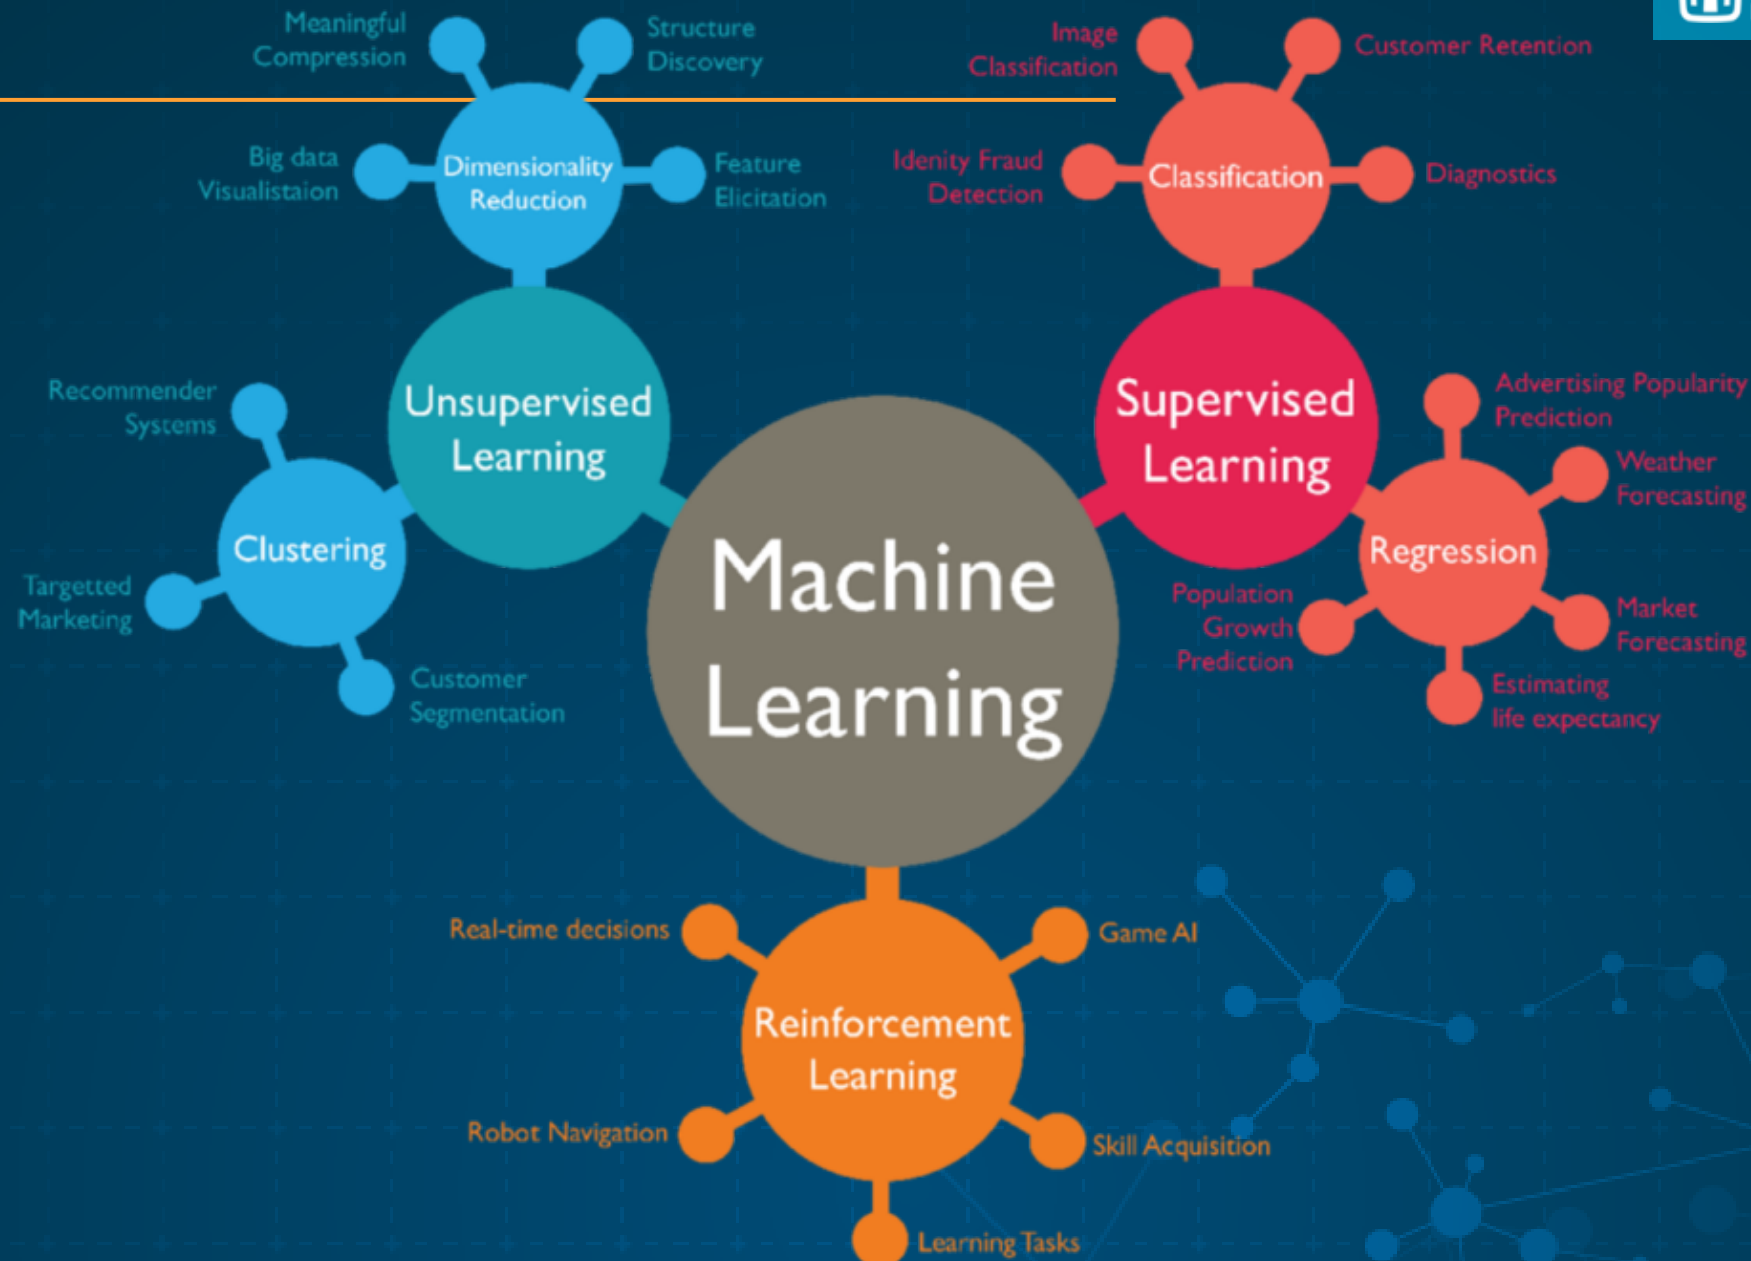 Meaningful
Compression
Structure
Discovery
Big data
Visualistaion
Dimensionality
Reduction
Feature
Elicitation
Image
Classification
Customer Retention
Idenity Fraud
Detection
Classification
Diagnostics
Unsupervised
Learning
Recommender
Systems
Clustering
Targetted
Marketing
Customer
Segmentation
Supervised
Learning
Advertising Popularity
Prediction
Weather
Forecasting
Regression
Population
Growth
Prediction
Market
Forecasting
Estimating
life expectancy
Machine
Learning
Real-time decisions
Game AI
Reinforcement
Learning
Robot Navigation
Skill Acquisition
Learning Tasks